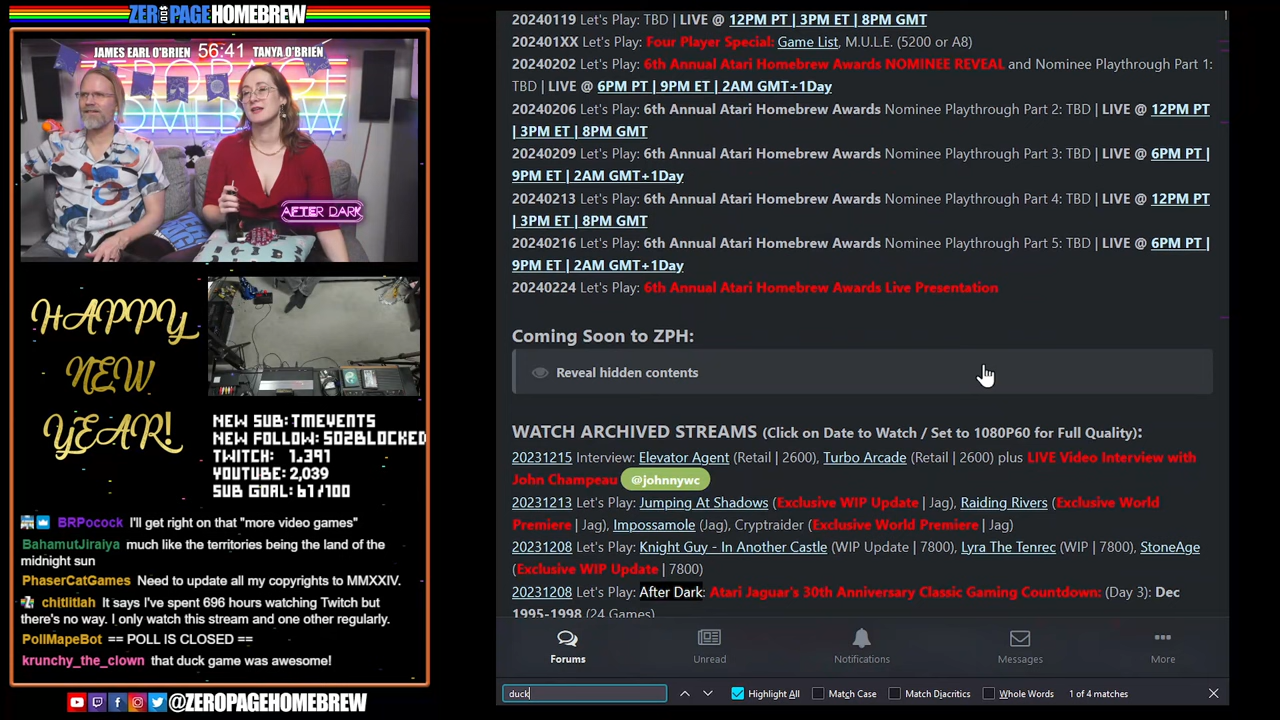 ZERO PAGE HOMEBREW
JAMES EARL O'BRIEN 56:41 TANYA O'BRIEN
AFTER DARK
HAPPY
NEW
YEAR!
NEW SUB: TMEVENTS
NEW FOLLOW: SO2BLOCKED
TWITCH: 1,391
YOUTUBE: 2,039
SUB GOAL: 67/100
BRPocock I'll get right on that "more video games"
BahamutJiraiya much like the territories being the land of the
midnight sun
PhaserCatGames Need to update all my copyrights to MMXXIV.
chitlitlah It says I've spent 696 hours watching Twitch but
there's no way. I only watch this stream and one other regularly.
PollMapeBot == POLL IS CLOSED ==
krunchy_the_clown that duck game was awesome!
@ZEROPAGEHOMEBREW
20240119 Let's Play: TBD | LIVE @ 12PM PT | 3PM ET | 8PM GMT
202401XX Let's Play: Four Player Special: Game List, M.U.L.E. (5200 or A8)
20240202 Let's Play: 6th Annual Atari Homebrew Awards NOMINEE REVEAL and Nominee Playthrough Part 1:
TBD | LIVE @ 6PM PT | 9PM ET | 2AM GMT+1Day
20240206 Let's Play: 6th Annual Atari Homebrew Awards Nominee Playthrough Part 2: TBD | LIVE @ 12PM PT
| 3PM ET | 8PM GMT
20240209 Let's Play: 6th Annual Atari Homebrew Awards Nominee Playthrough Part 3: TBD | LIVE @ 6PM PT |
9PM ET | 2AM GMT+1Day
20240213 Let's Play: 6th Annual Atari Homebrew Awards Nominee Playthrough Part 4: TBD | LIVE @ 12PM PT
| 3PM ET | 8PM GMT
20240216 Let's Play: 6th Annual Atari Homebrew Awards Nominee Playthrough Part 5: TBD | LIVE @ 6PM PT |
9PM ET | 2AM GMT+1Day
20240224 Let's Play: 6th Annual Atari Homebrew Awards Live Presentation
Coming Soon to ZPH:
Reveal hidden contents
WATCH ARCHIVED STREAMS (Click on Date to Watch / Set to 1080P60 for Full Quality):
20231215 Interview: Elevator Agent (Retail | 2600), Turbo Arcade (Retail | 2600) plus LIVE Video Interview with
John Champeau @johnnywc
20231213 Let's Play: Jumping At Shadows (Exclusive WIP Update | Jag), Raiding Rivers (Exclusive World
Premiere | Jag), Impossamole (Jag), Cryptraider (Exclusive World Premiere | Jag)
20231208 Let's Play: Knight Guy - In Another Castle (WIP Update | 7800), Lyra The Tenrec (WIP | 7800), StoneAge
(Exclusive WIP Update | 7800)
20231208 Let's Play: After Dark: Atari Jaguar's 30th Anniversary Classic Gaming Countdown: (Day 3): Dec
1995-1998 (24 Games)
Forums Unread Notifications Messages More
duck Highlight All Match Case Match Diacritics Whole Words 1 of 4 matches